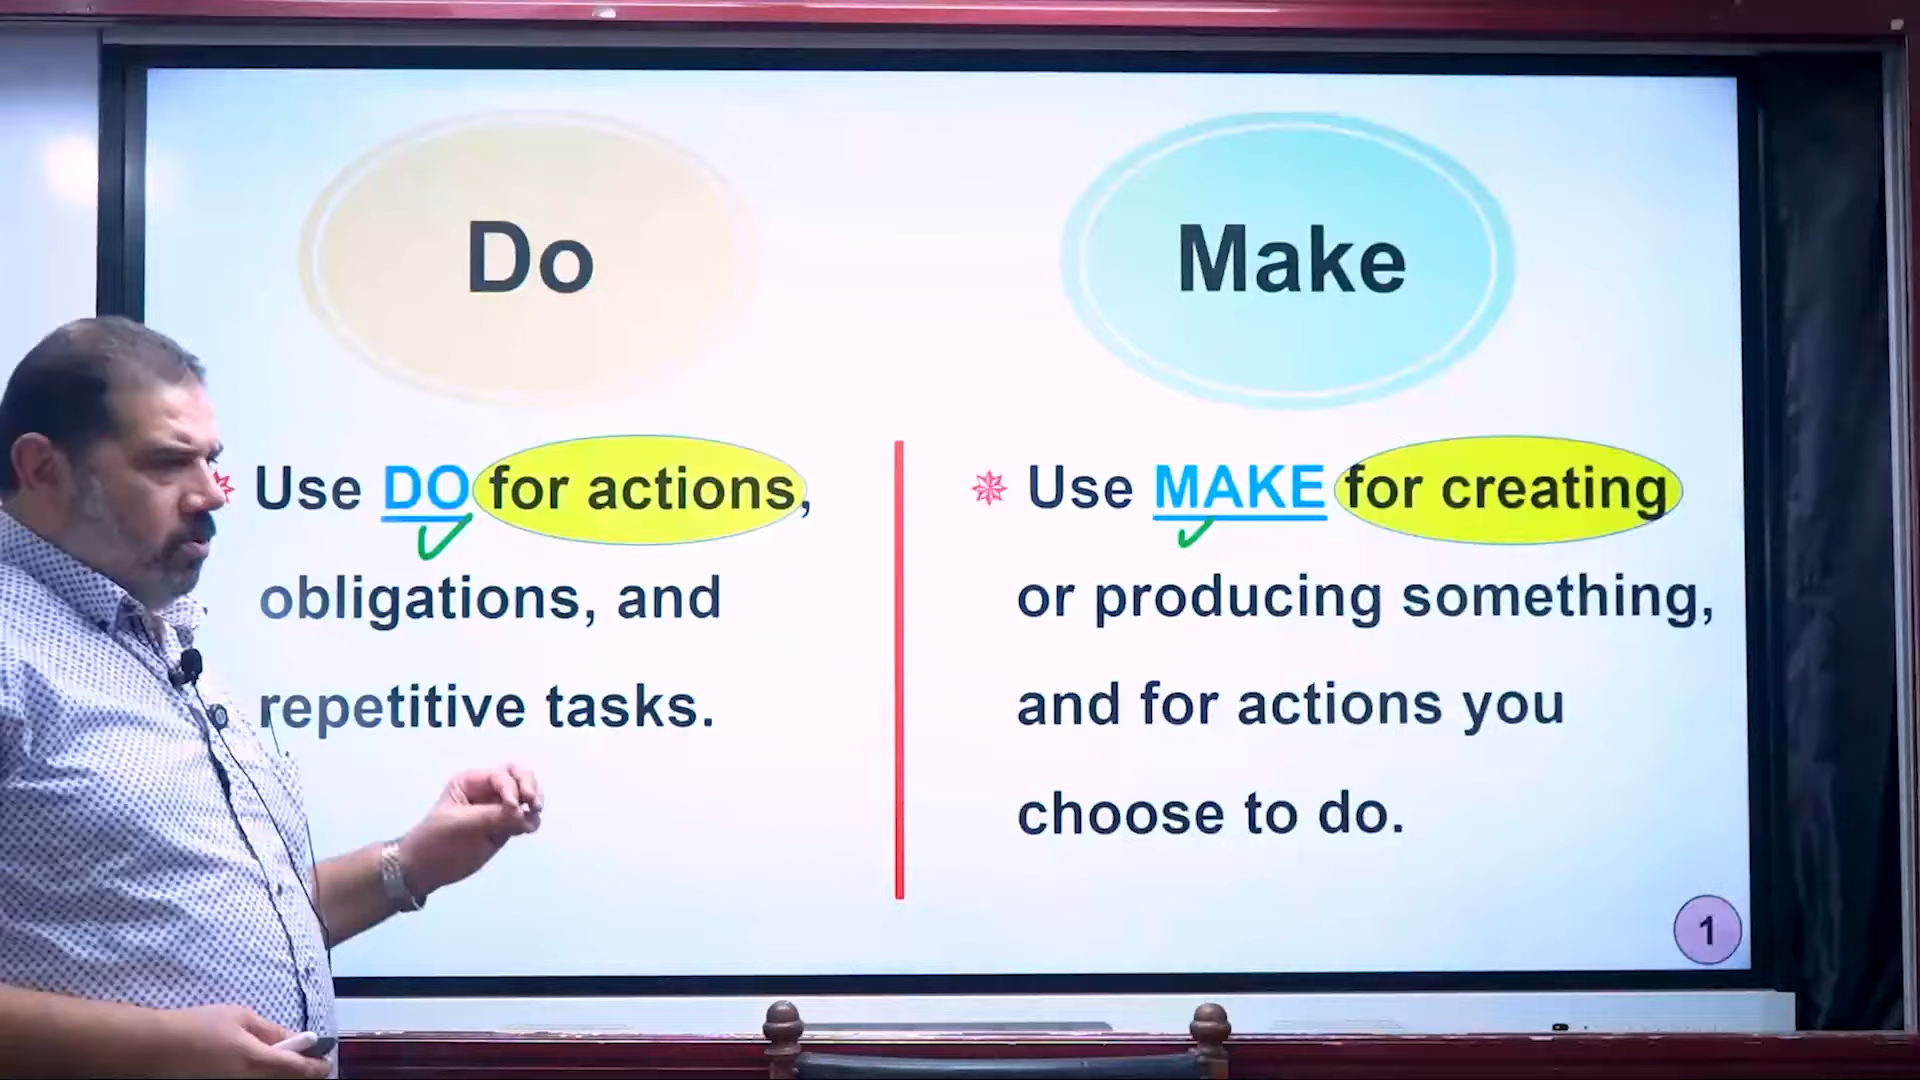 Do
Use DO for actions,
obligations, and
repetitive tasks.
Make
Use MAKE for creating
or producing something,
and for actions you
choose to do.
1